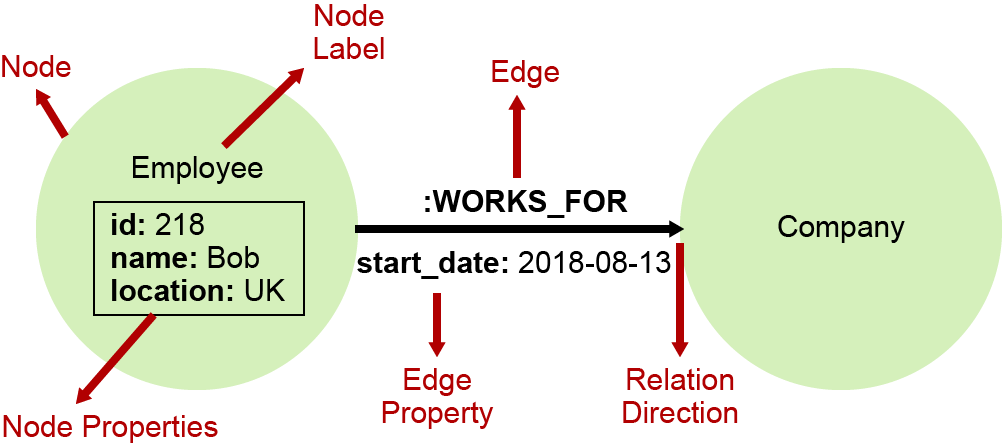 Node
Node
Label
Edge
Employee
id: 218
name: Bob
location: UK
:WORKS_FOR
start_date: 2018-08-13
Company
Node Properties
Edge
Property
Relation
Direction